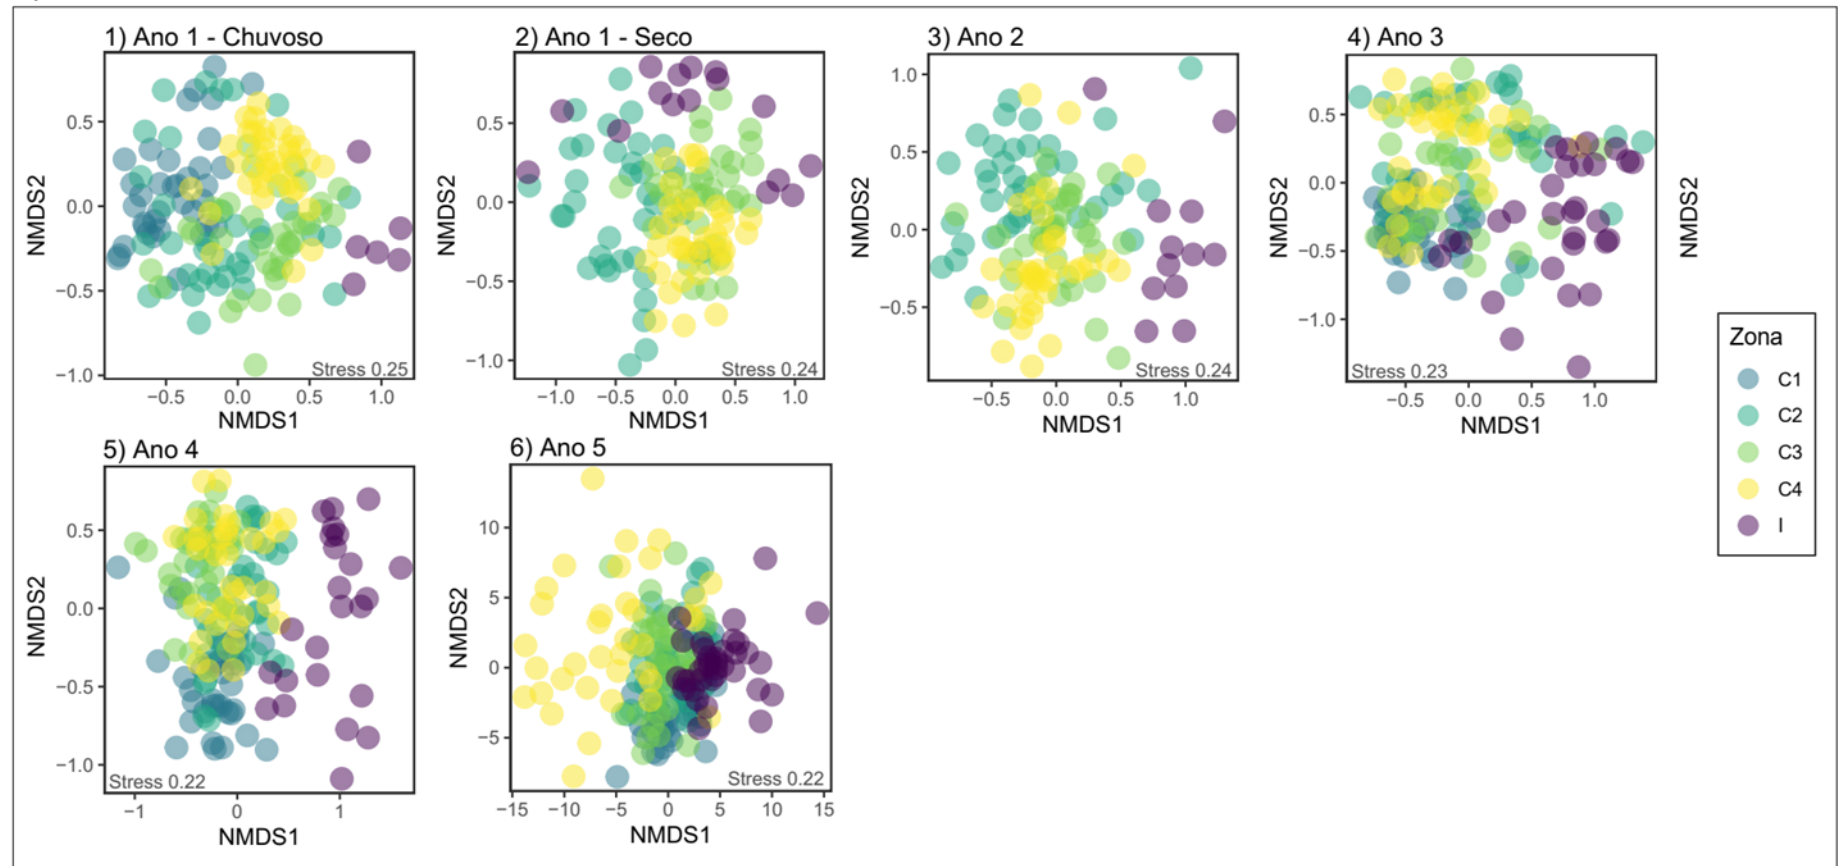 1) Ano 1 - Chuvoso
NMDS2
0.5
0.0
−0.5
−1.0
Stress 0.25
−0.5
0.0
0.5
1.0
NMDS1
2) Ano 1 - Seco
NMDS2
0.5
0.0
−0.5
−1.0
Stress 0.24
−1.0
−0.5
0.0
0.5
1.0
NMDS1
3) Ano 2
NMDS2
1.0
0.5
0.0
−0.5
Stress 0.24
−0.5
0.0
0.5
1.0
NMDS1
4) Ano 3
NMDS2
0.5
0.0
−0.5
−1.0
Stress 0.23
−0.5
0.0
0.5
1.0
NMDS1
NMDS2
5) Ano 4
NMDS2
0.5
0.0
−0.5
−1.0
Stress 0.22
−1
0
1
NMDS1
6) Ano 5
NMDS2
10
5
0
−5
Stress 0.22
−15
−10
−5
0
5
10
15
NMDS1
Zona
C1
C2
C3
C4
I